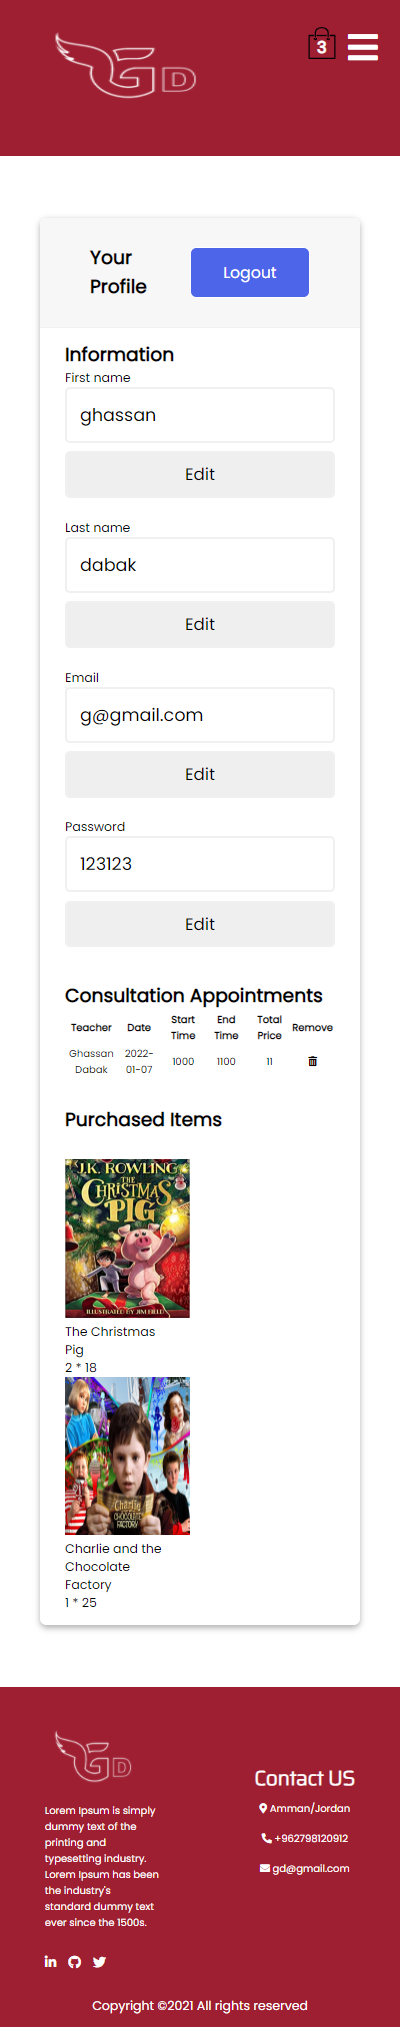 GD
3
Your
Profile
Logout
Information
First name
ghassan
Edit
Last name
dabak
Edit
Email
g@gmail.com
Edit
Password
123123
Edit
Consultation Appointments
Teacher Date Start Time End Time Total Price Remove
Ghassan Dabak 2022-01-07 1000 1100 11
Purchased Items
J.K. ROWLING
THE
CHRISTMAS
PIG
ILLUSTRATED BY JIM FIELD
The Christmas
Pig
2 * 18
Charlie and the
CHOCOLATE
FACTORY
Charlie and the
Chocolate
Factory
1 * 25
GD
Lorem Ipsum is simply
dummy text of the
printing and
typesetting industry.
Lorem Ipsum has been
the industry's
standard dummy text
ever since the 1500s.
Contact US
Amman/Jordan
+962798120912
gd@gmail.com
Copyright ©2021 All rights reserved